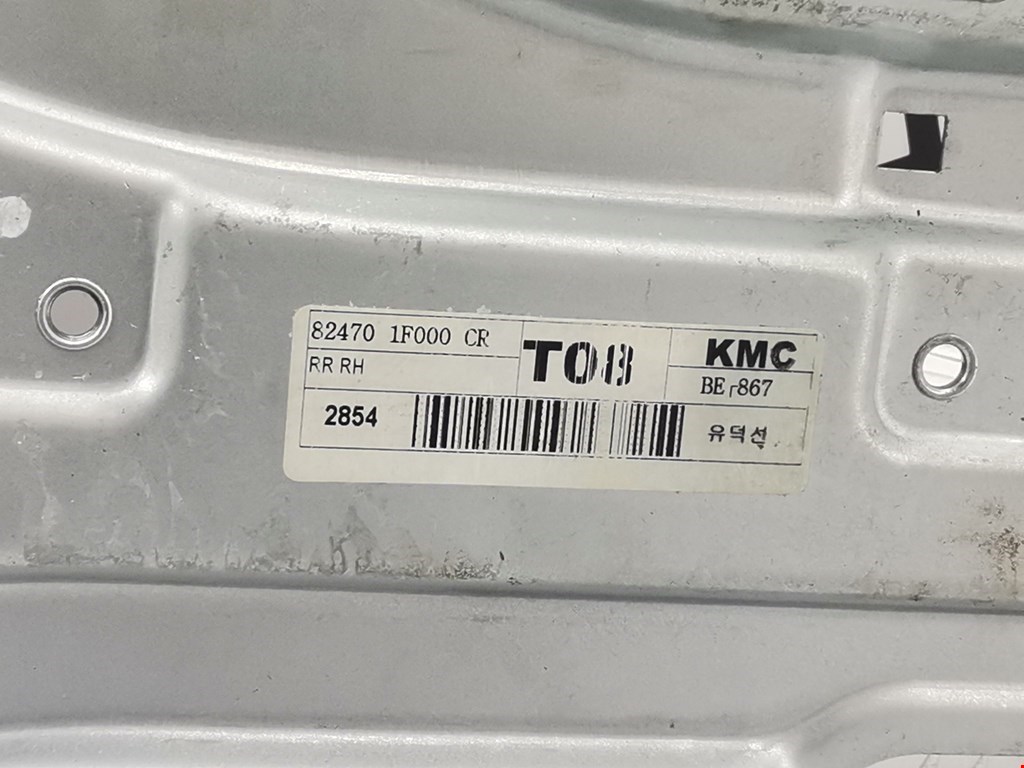 82470 1F000 CR
RR RH
T08
KMC
BE┌867
2854
유덕선